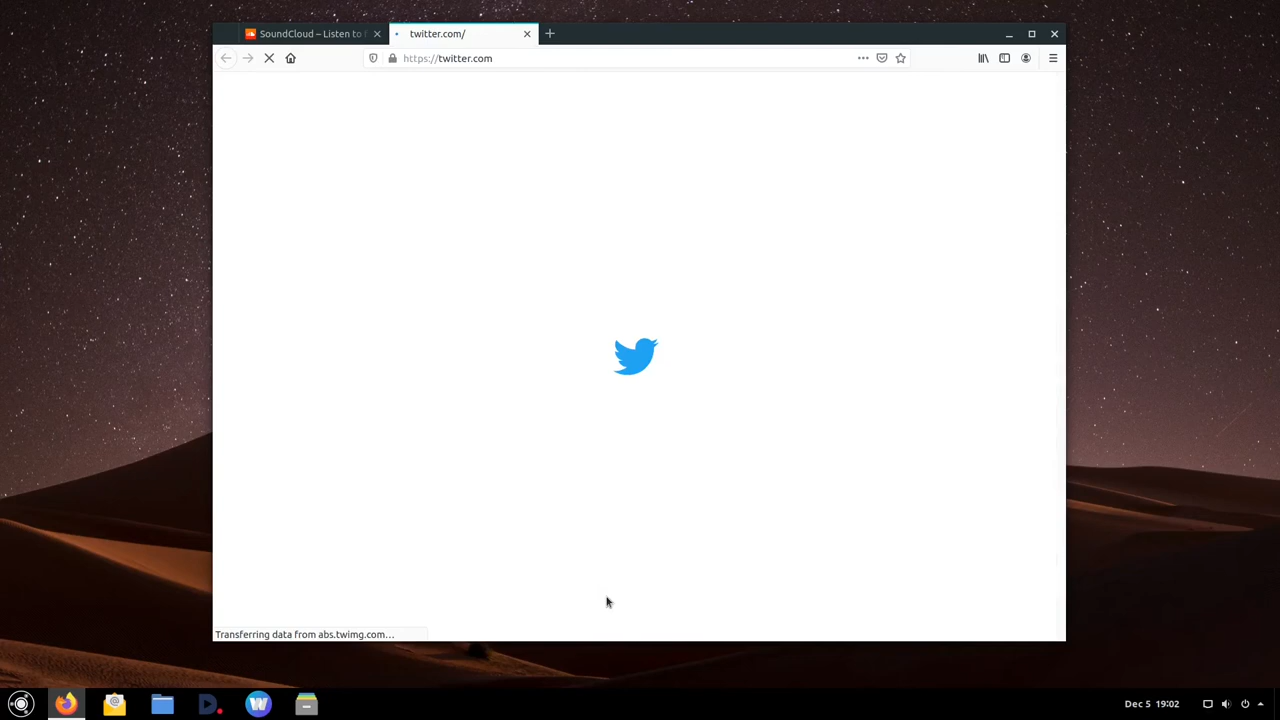 SoundCloud – Listen to
twitter.com/
https://twitter.com
Transferring data from abs.twimg.com…
W
Dec 5 19:02